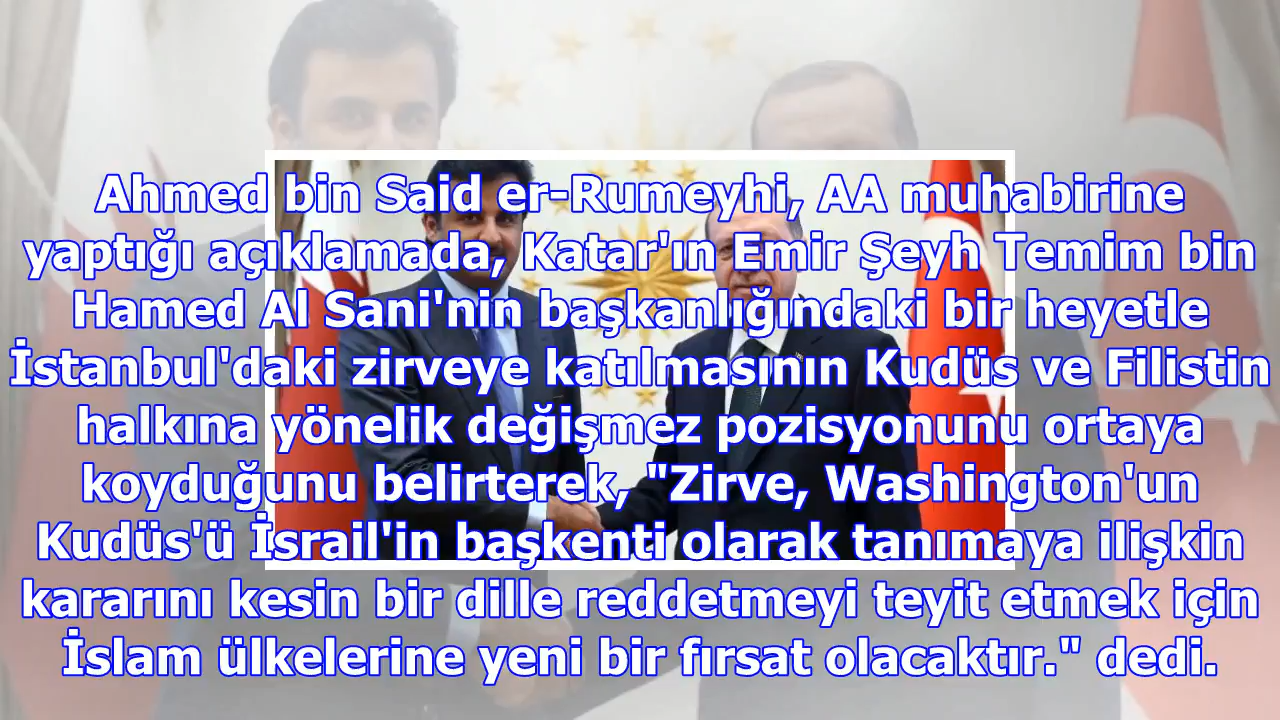 Ahmed bin Said er-Rumeyhi, AA muhabirine
yaptığı açıklamada, Katar'ın Emir Şeyh Temim bin
Hamed Al Sani'nin başkanlığındaki bir heyetle
İstanbul'daki zirveye katılmasının Kudüs ve Filistin
halkına yönelik değişmez pozisyonunu ortaya
koyduğunu belirterek, "Zirve, Washington'un
Kudüs'ü İsrail'in başkenti olarak tanımaya ilişkin
kararını kesin bir dille reddetmeyi teyit etmek için
İslam ülkelerine yeni bir fırsat olacaktır." dedi.